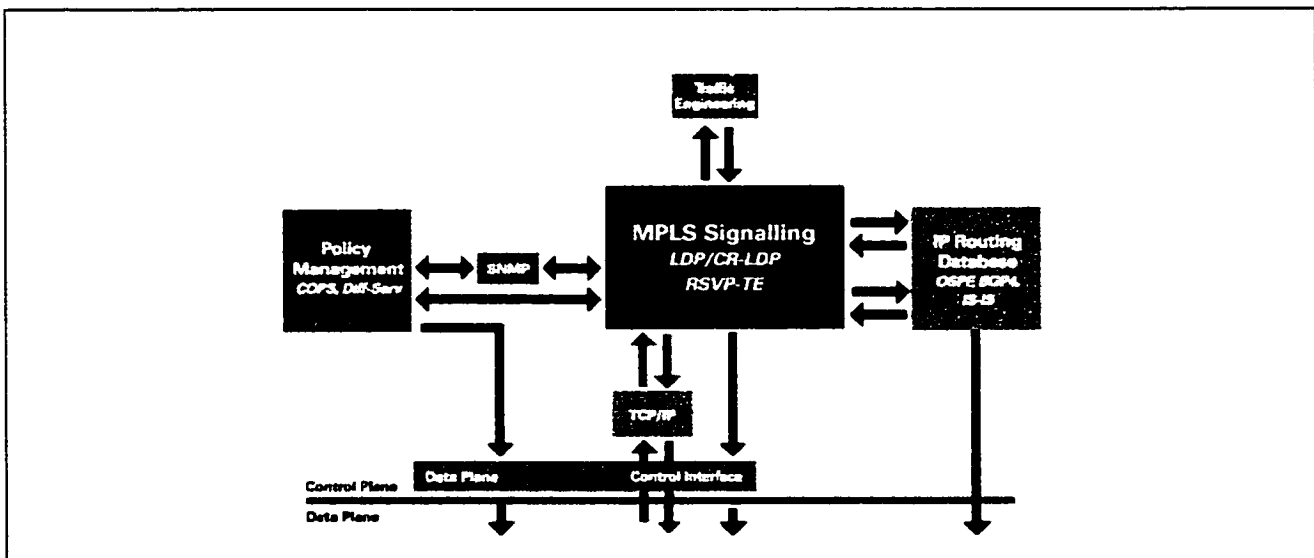 Traffic
Engineering
MPLS Signalling
LDP/CR-LDP
RSVP-TE
Policy
Management
COPS, Diff-Serv
SNMP
IP Routing
Database
OSPF, BGP4,
IS-IS
TCP/IP
Data Plane Control Interface
Control Plane
Data Plane